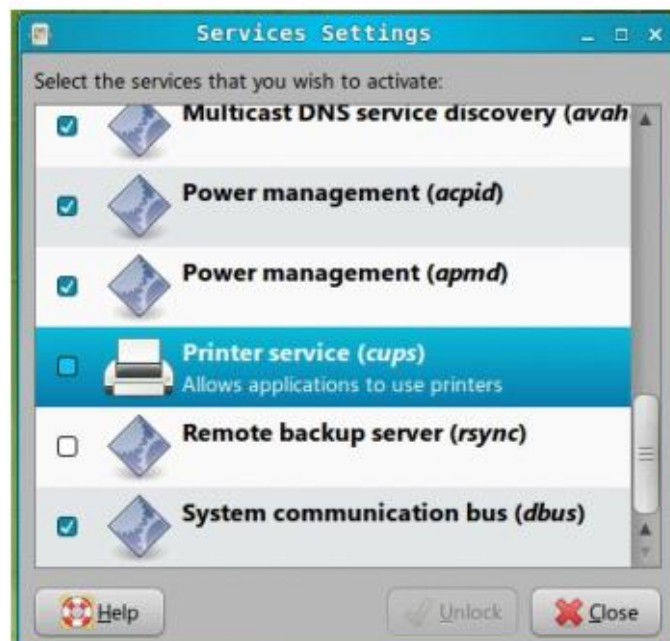 Services Settings
Select the services that you wish to activate:
Multicast DNS service discovery (avah
Power management (acpid)
Power management (apmd)
Printer service (cups)
Allows applications to use printers
Remote backup server (rsync)
System communication bus (dbus)
Help
Unlock
Close